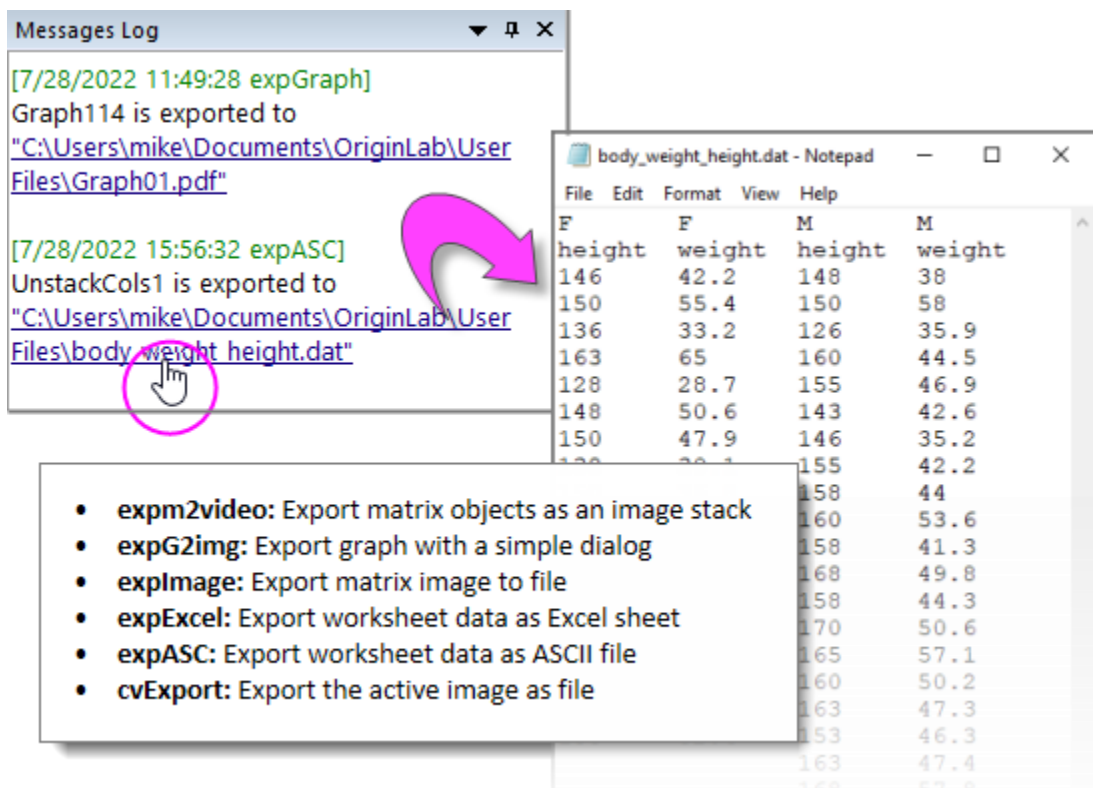 Messages Log
[7/28/2022 11:49:28 expGraph]
Graph114 is exported to
"C:\Users\mike\Documents\OriginLab\User
Files\Graph01.pdf"
[7/28/2022 15:56:32 expASC]
UnstackCols1 is exported to
"C:\Users\mike\Documents\OriginLab\User
Files\body_weight_height.dat"
body_weight_height.dat - Notepad
File Edit Format View Help
F F M M
height weight height weight
146 42.2 148 38
150 55.4 150 58
136 33.2 126 35.9
163 65 160 44.5
128 28.7 155 46.9
148 50.6 143 42.6
150 47.9 146 35.2
155 42.2
158 44
160 53.6
158 41.3
168 49.8
158 44.3
170 50.6
165 57.1
160 50.2
163 47.3
153 46.3
163 47.4
• expm2video: Export matrix objects as an image stack
• expG2img: Export graph with a simple dialog
• expImage: Export matrix image to file
• expExcel: Export worksheet data as Excel sheet
• expASC: Export worksheet data as ASCII file
• cvExport: Export the active image as file